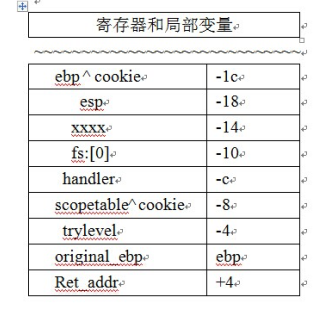 寄存器和局部变量
ebp ^ cookie -1c
esp -18
xxxx -14
fs:[0] -10
handler -c
scopetable^cookie -8
trylevel -4
original_ebp ebp
Ret_addr +4